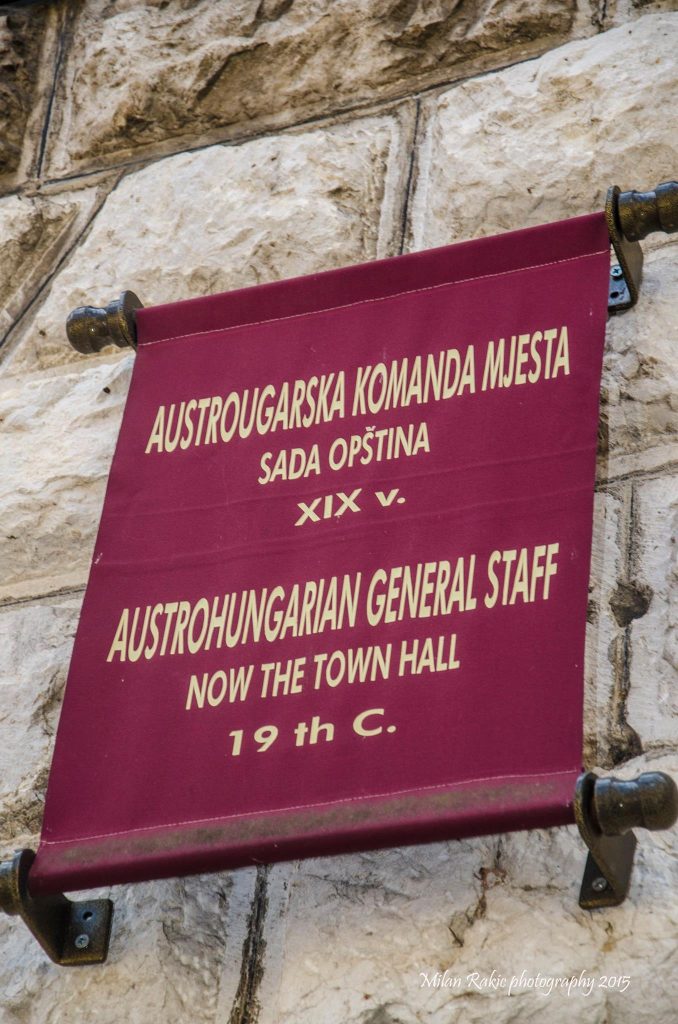 AUSTROUGARSKA KOMANDA MJESTA
SADA OPŠTINA
XIX v.
AUSTROHUNGARIAN GENERAL STAFF
NOW THE TOWN HALL
19 th C.
Milan Rakic photography 2015